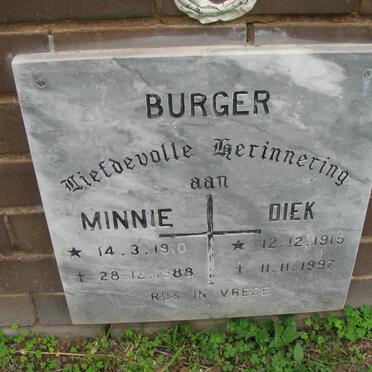 BURGER
Liefdevolle Herinnering
aan
MINNIE DIEK
★ 14.3.1910 ★ 12.12.1915
✝ 28.12.1988 ✝ 11.11.1997
RUS IN VREDE